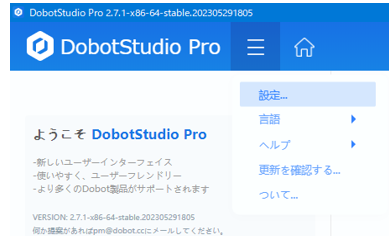 DobotStudio Pro 2.7.1-x86-64-stable.202305291805
DobotStudio Pro
設定...
言語
ヘルプ
更新を確認する...
ついて...
ようこそ DobotStudio Pro
-新しいユーザーインターフェイス
-使いやすく、ユーザーフレンドリー
-より多くのDobot製品がサポートされます
VERSION: 2.7.1-x86-64-stable.202305291805
何か提案があればpm@dobot.ccにメールしてください。